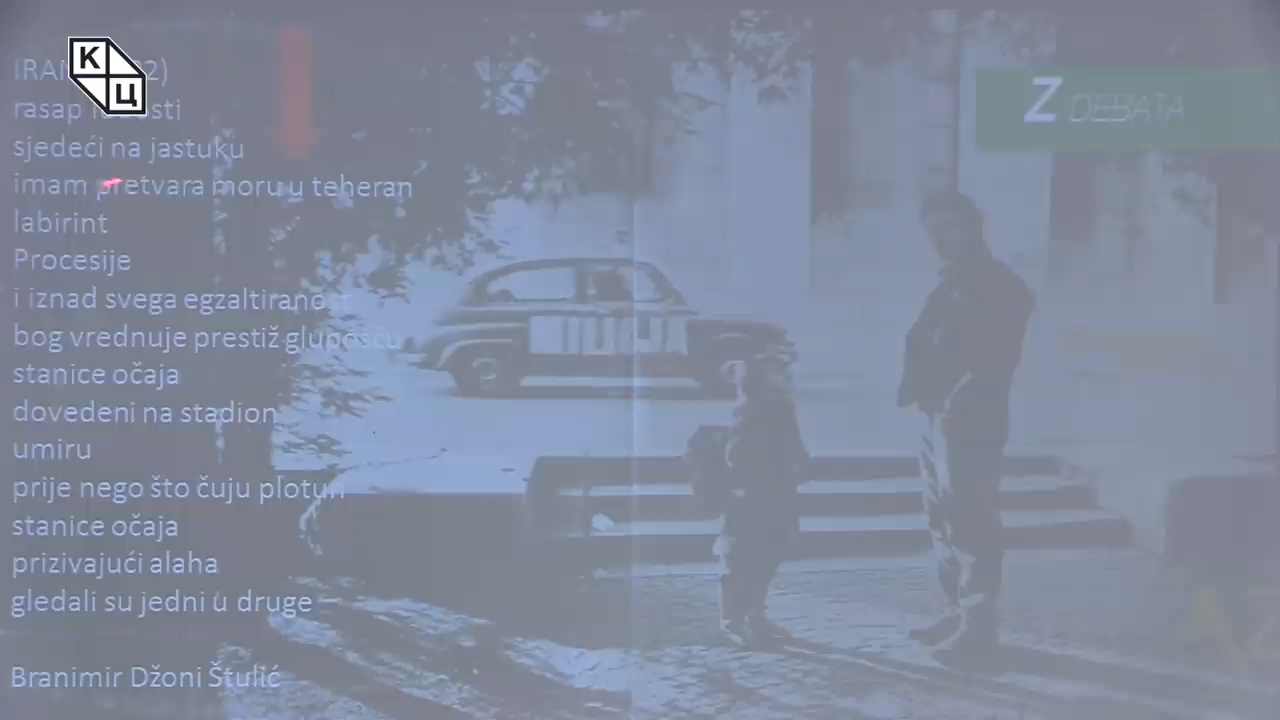 К
Ц
sjedeći na jastuku
imam pretvara moru u teheran
labirint
Procesije
i iznad svega egzaltiranost
bog vrednuje prestiž glupošću
stanice očaja
dovedeni na stadion
umiru
prije nego što čuju plotun
stanice očaja
prizivajući alaha
gledali su jedni u druge
Branimir Džoni Štulić
Z DEBATA